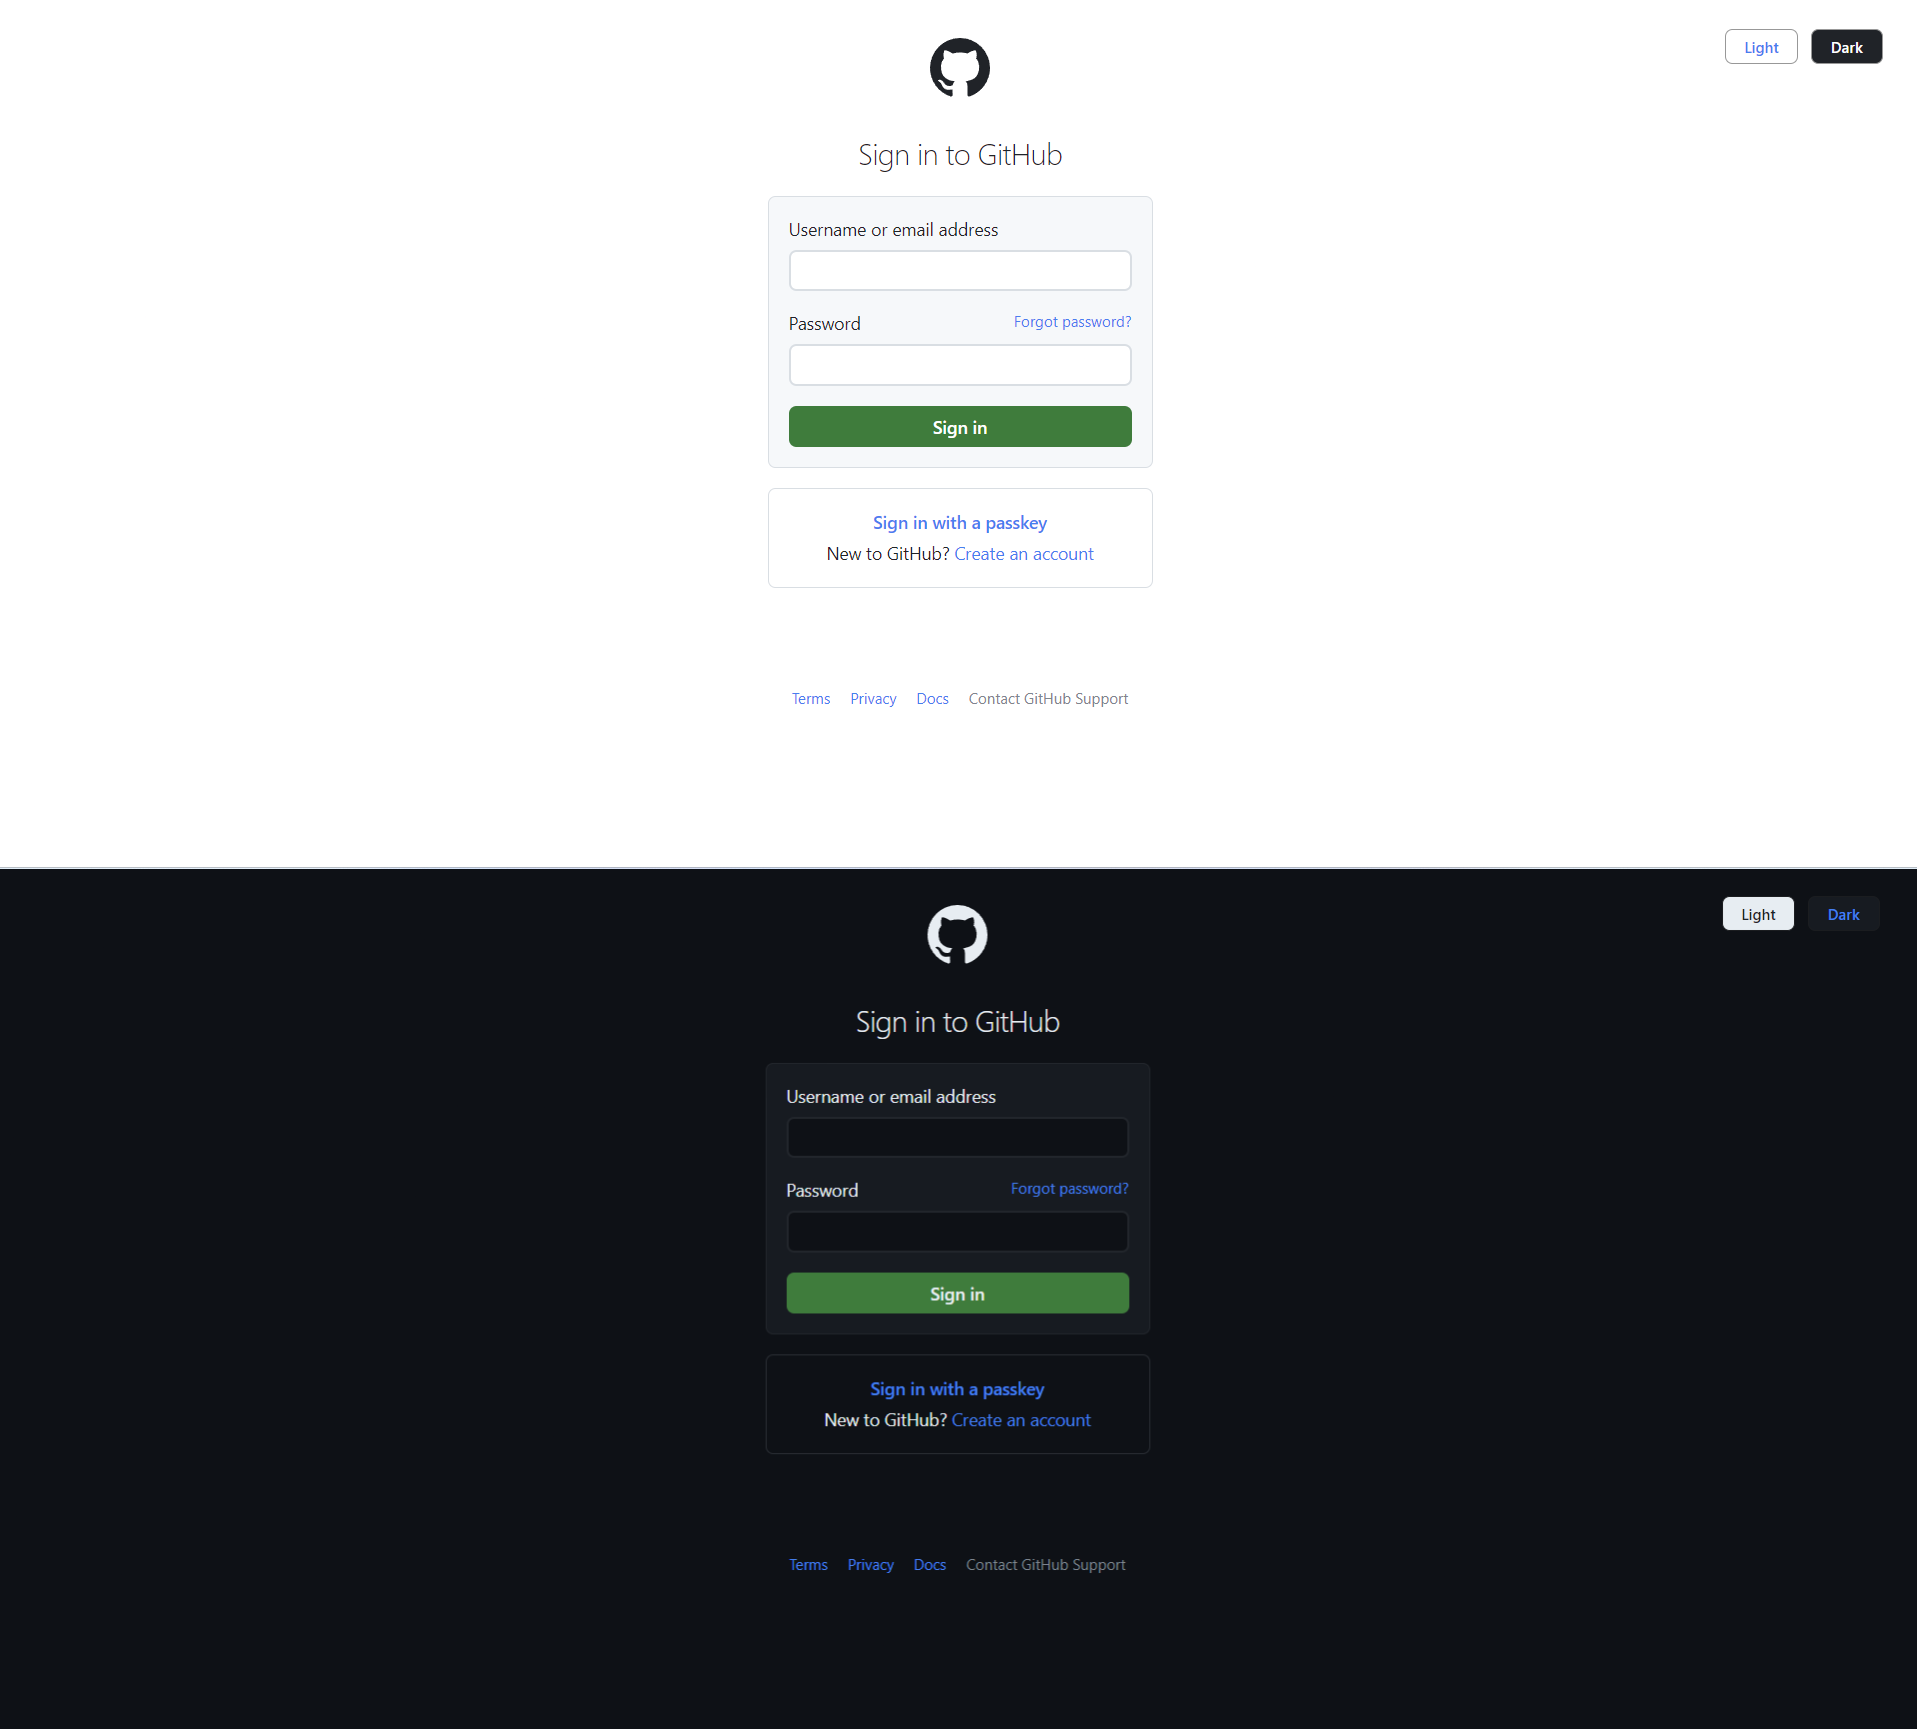 Light Dark
Sign in to GitHub
Username or email address
Password Forgot password?
Sign in
Sign in with a passkey
New to GitHub? Create an account
Terms Privacy Docs Contact GitHub Support
Light Dark
Sign in to GitHub
Username or email address
Password Forgot password?
Sign in
Sign in with a passkey
New to GitHub? Create an account
Terms Privacy Docs Contact GitHub Support